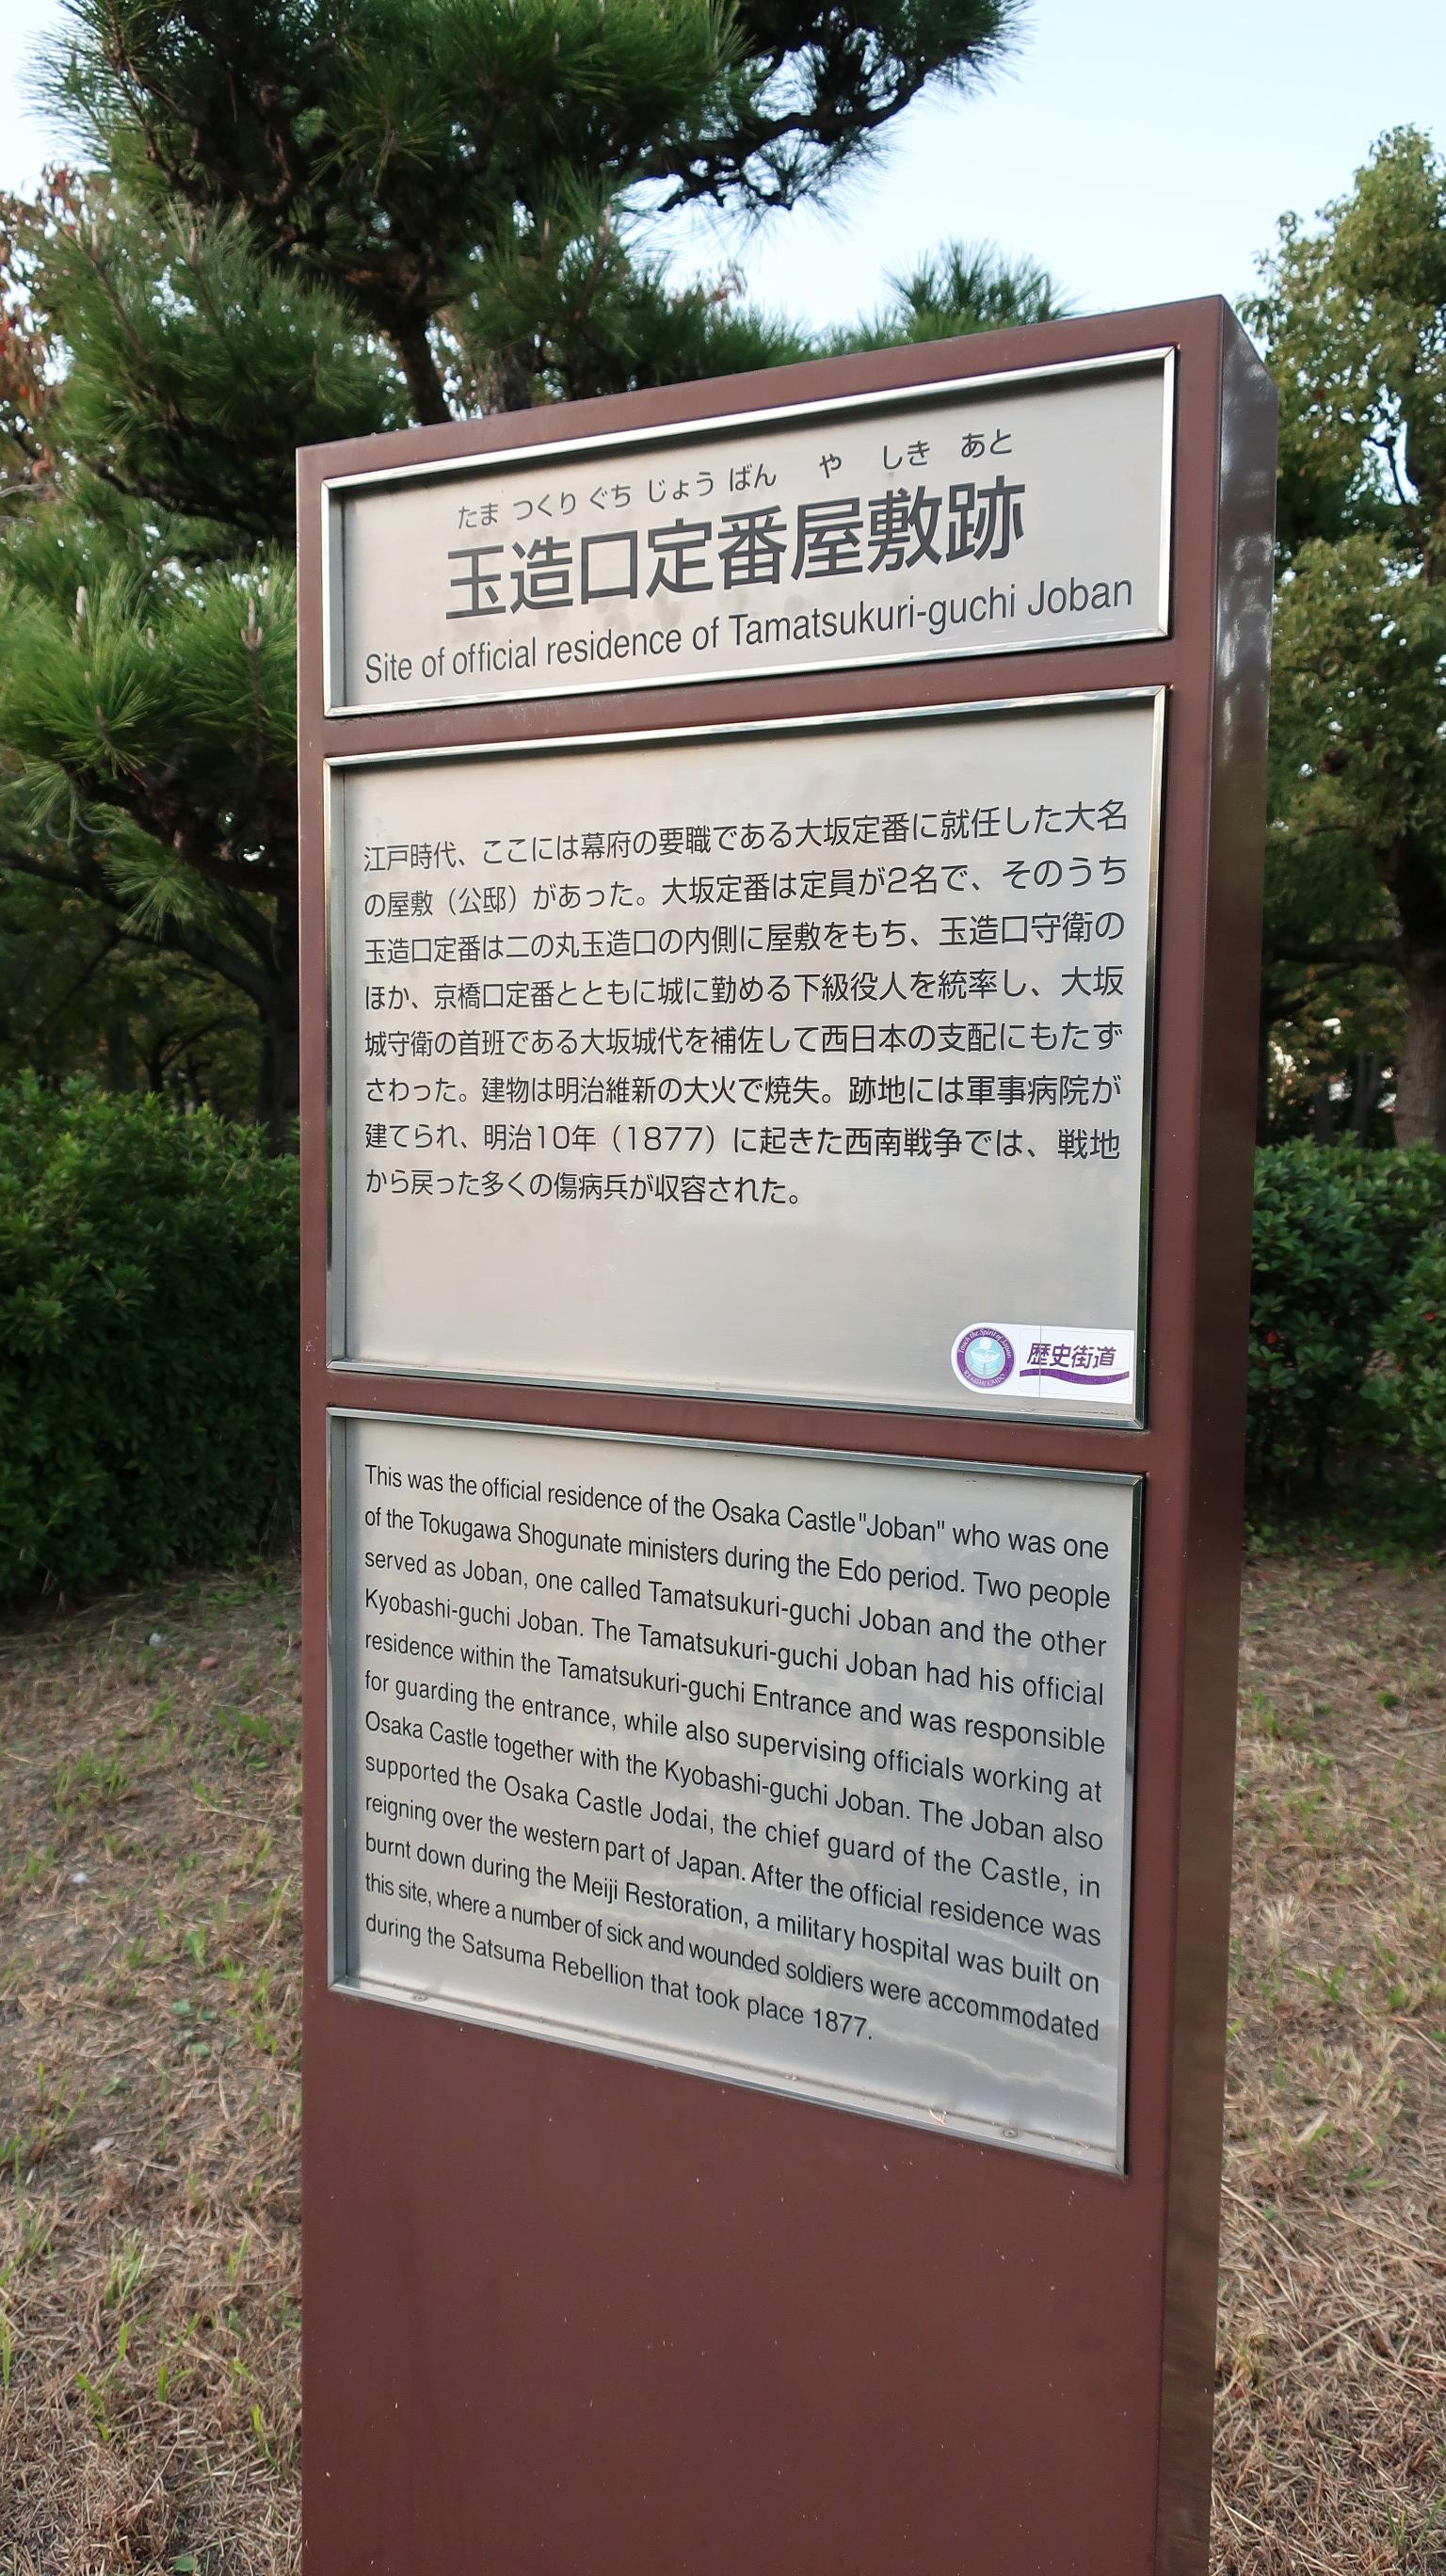 たま つくり ぐち じょう ばん や しき あと
玉造口定番屋敷跡
Site of official residence of Tamatsukuri-guchi Joban
江戸時代、ここには幕府の要職である大坂定番に就任した大名
の屋敷（公邸）があった。大坂定番は定員が2名で、そのうち
玉造口定番は二の丸玉造口の内側に屋敷をもち、玉造口守衛の
ほか、京橋口定番とともに城に勤める下級役人を統率し、大坂
城守衛の首班である大坂城代を補佐して西日本の支配にもたず
さわった。建物は明治維新の大火で焼失。跡地には軍事病院が
建てられ、明治10年（1877）に起きた西南戦争では、戦地
から戻った多くの傷病兵が収容された。
Touch the Spirit of Japan
歴史街道
This was the official residence of the Osaka Castle"Joban" who was one
of the Tokugawa Shogunate ministers during the Edo period. Two people
served as Joban, one called Tamatsukuri-guchi Joban and the other
Kyobashi-guchi Joban. The Tamatsukuri-guchi Joban had his official
residence within the Tamatsukuri-guchi Entrance and was responsible
for guarding the entrance, while also supervising officials working at
Osaka Castle together with the Kyobashi-guchi Joban. The Joban also
supported the Osaka Castle Jodai, the chief guard of the Castle, in
reigning over the western part of Japan. After the official residence was
burnt down during the Meiji Restoration, a military hospital was built on
this site, where a number of sick and wounded soldiers were accommodated
during the Satsuma Rebellion that took place 1877.